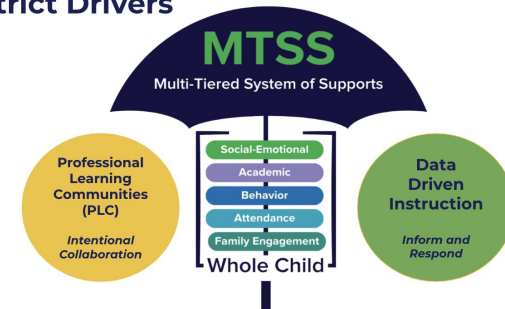 trict Drivers
MTSS
Multi-Tiered System of Supports
Social-Emotional
Academic
Behavior
Attendance
Family Engagement
Whole Child
Professional
Learning
Communities
(PLC)
Intentional
Collaboration
Data
Driven
Instruction
Inform and
Respond